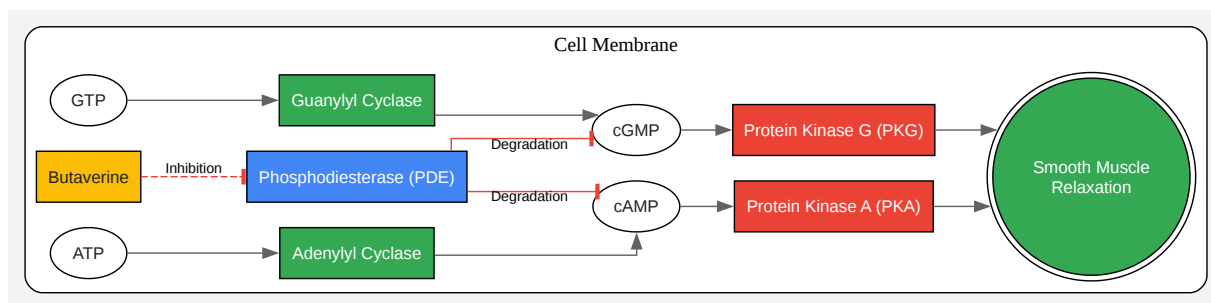 Cell Membrane
GTP
Guanylyl Cyclase
cGMP
Protein Kinase G (PKG)
Degradation
Butaverine
Inhibition
Phosphodiesterase (PDE)
Smooth Muscle
Relaxation
Degradation
cAMP
Protein Kinase A (PKA)
ATP
Adenylyl Cyclase